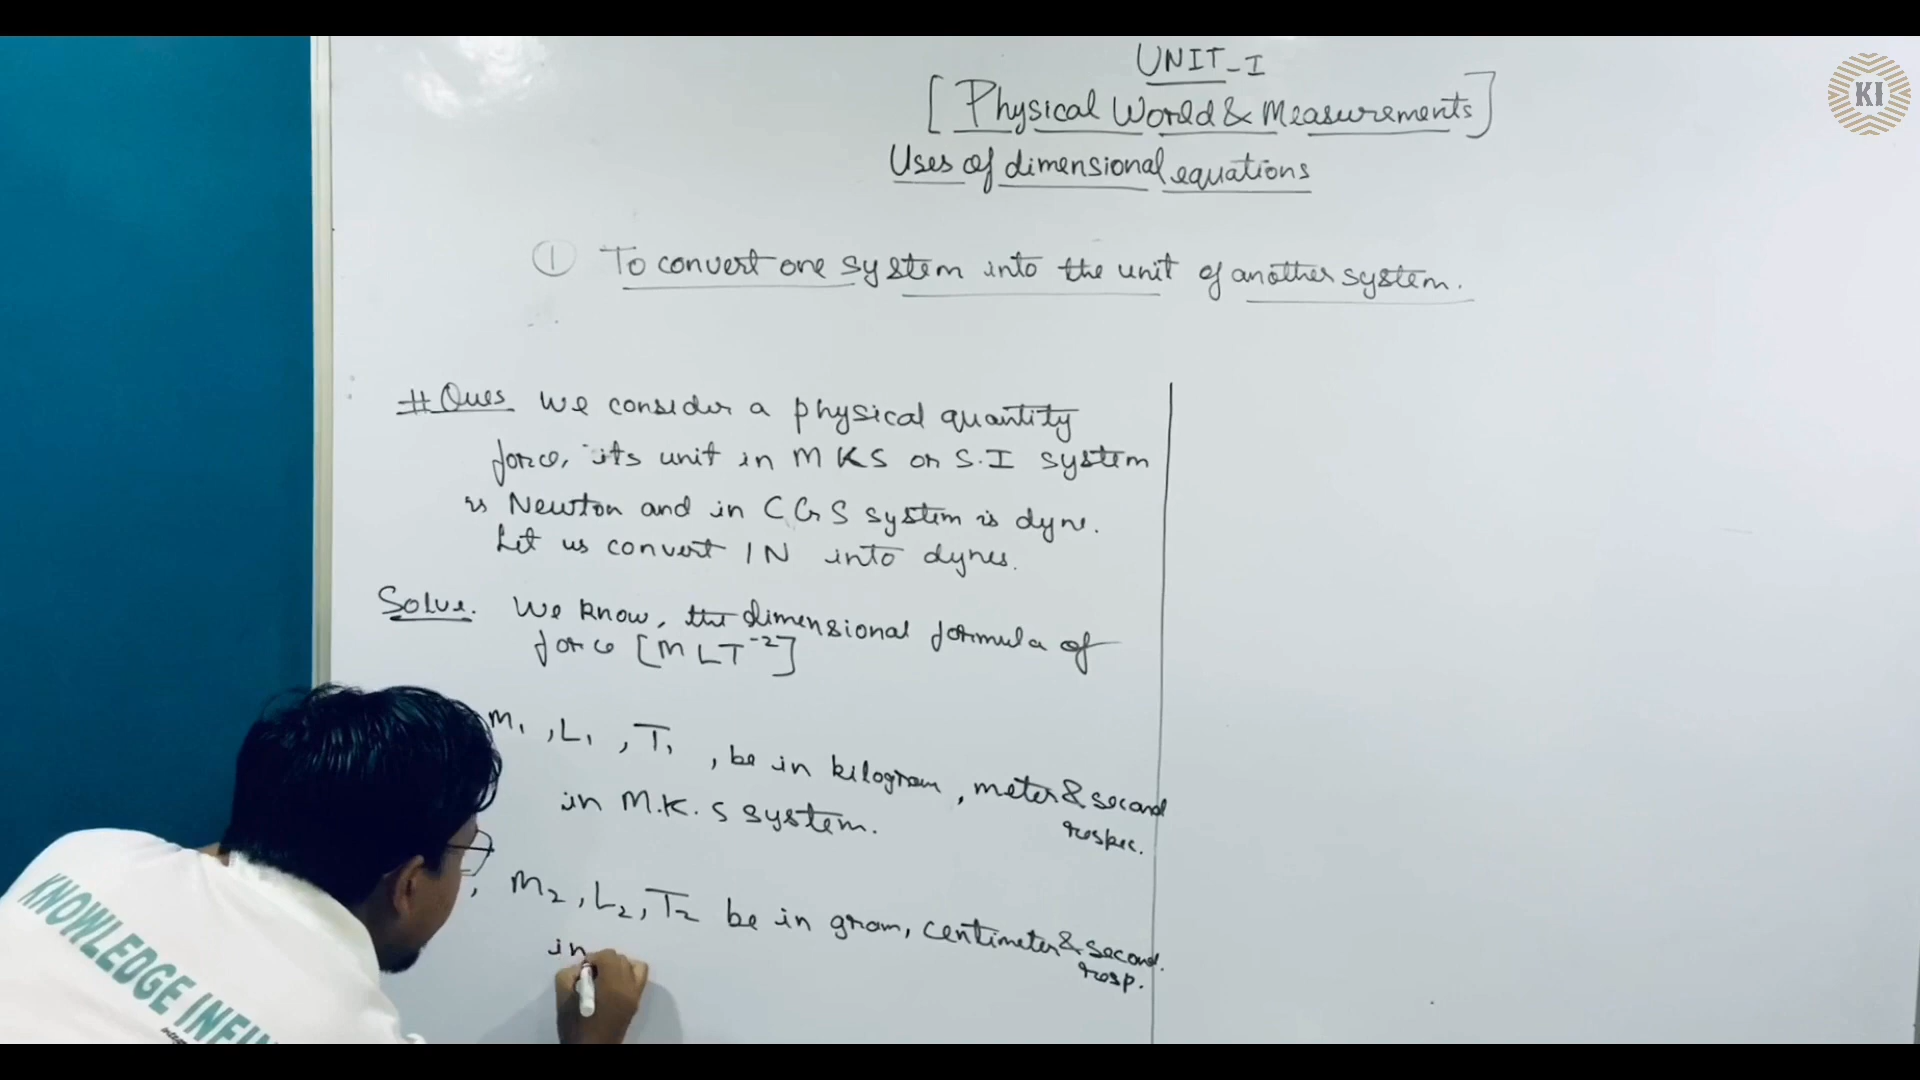 UNIT-I
[Physical World & Measurements]
Uses of dimensional equations
KI
① To convert one system into the unit of another system.
# Ques We consider a physical quantity
force, its unit in MKS or S.I system
is Newton and in CGS system is dyne.
Let us convert 1N into dynes.
Solve. We know, the dimensional formula of
force [MLT⁻²]
M₁, L₁, T₁, be in kilogram, meter & second
respec.
in M.K.S system.
, M₂, L₂, T₂ be in gram, centimeter & second.
resp.
in
KNOWLEDGE INFI